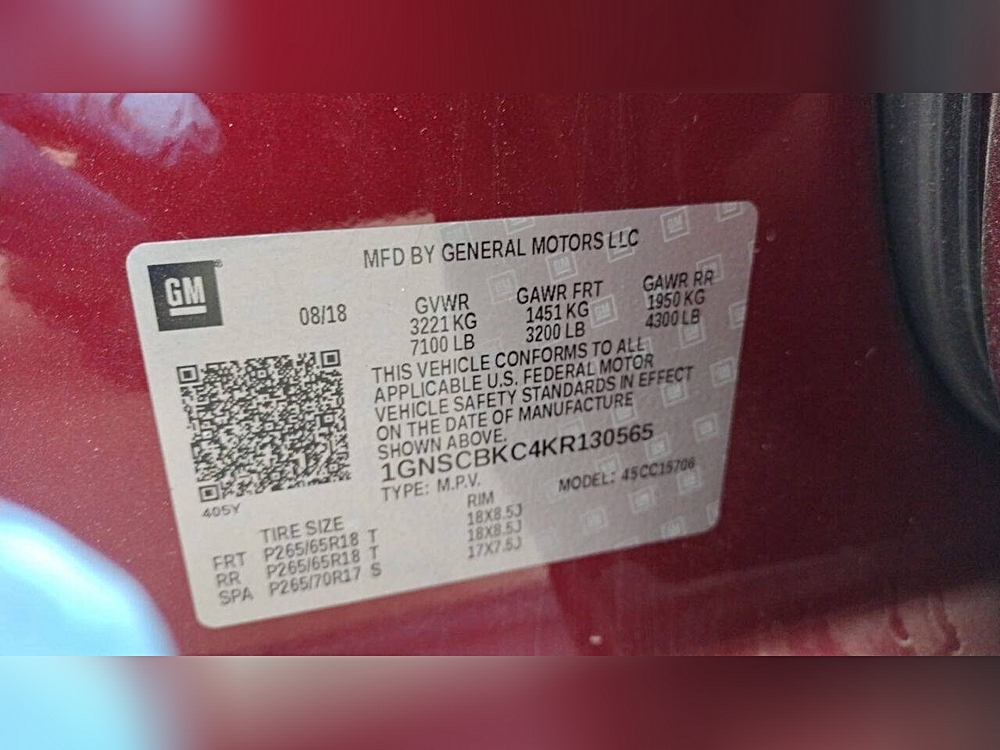 MFD BY GENERAL MOTORS LLC
GM
08/18
GVWR GAWR FRT GAWR RR
3221 KG 1451 KG 1950 KG
7100 LB 3200 LB 4300 LB
THIS VEHICLE CONFORMS TO ALL
APPLICABLE U.S. FEDERAL MOTOR
VEHICLE SAFETY STANDARDS IN EFFECT
ON THE DATE OF MANUFACTURE
SHOWN ABOVE.
1GNSCBKC4KR130565
TYPE: M.P.V. MODEL: 45CC15706
405Y
TIRE SIZE RIM
FRT P265/65R18 T 18X8.5J
RR P265/65R18 T 18X8.5J
SPA P265/70R17 S 17X7.5J